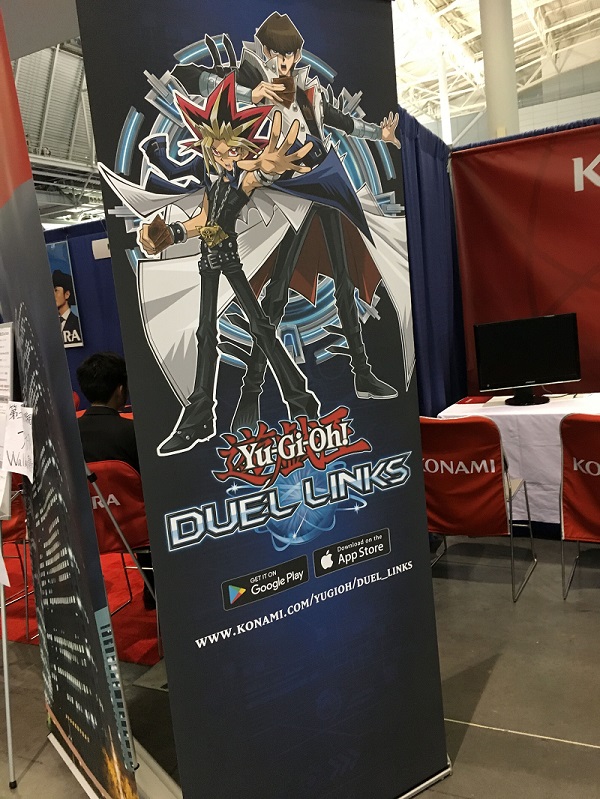 Yu-Gi-Oh!
DUEL LINKS
GET IT ON
Google Play
Download on the
App Store
WWW.KONAMI.COM/YUGIOH/DUEL_LINKS
KONAMI